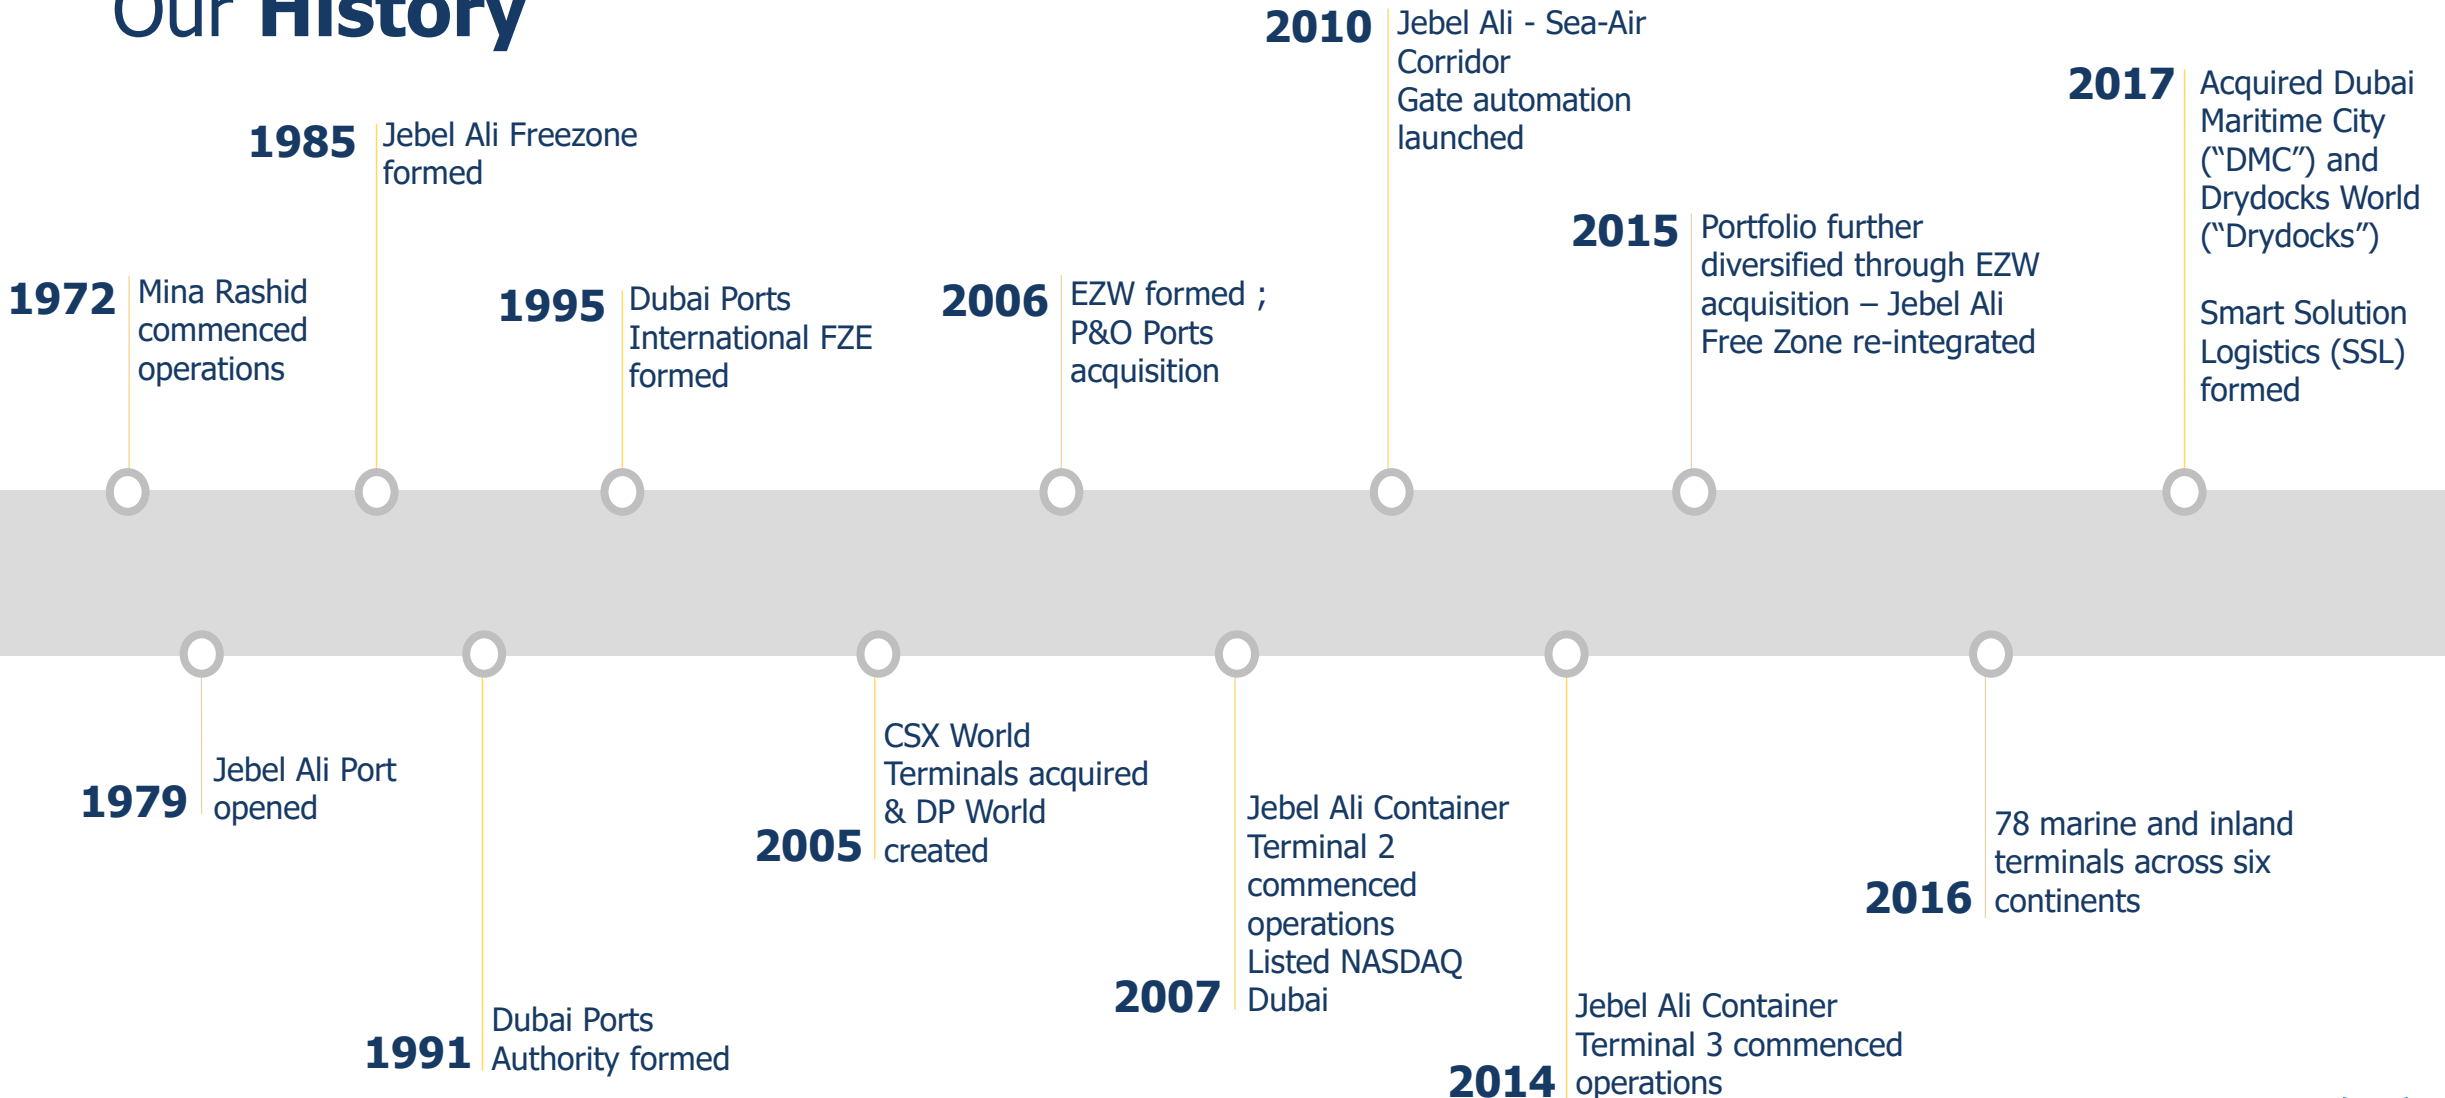 Our History
1972
Mina Rashid
commenced
operations
1979
Jebel Ali Port
opened
1985
Jebel Ali Freezone
formed
1991
Dubai Ports
Authority formed
1995
Dubai Ports
International FZE
formed
2005
CSX World
Terminals acquired
& DP World
created
2006
EZW formed ;
P&O Ports
acquisition
2007
Jebel Ali Container
Terminal 2
commenced
operations
Listed NASDAQ
Dubai
2010
Jebel Ali - Sea-Air
Corridor
Gate automation
launched
2014
Jebel Ali Container
Terminal 3 commenced
operations
2015
Portfolio further
diversified through EZW
acquisition – Jebel Ali
Free Zone re-integrated
2016
78 marine and inland
terminals across six
continents
2017
Acquired Dubai
Maritime City
(“DMC”) and
Drydocks World
(“Drydocks”)
Smart Solution
Logistics (SSL)
formed